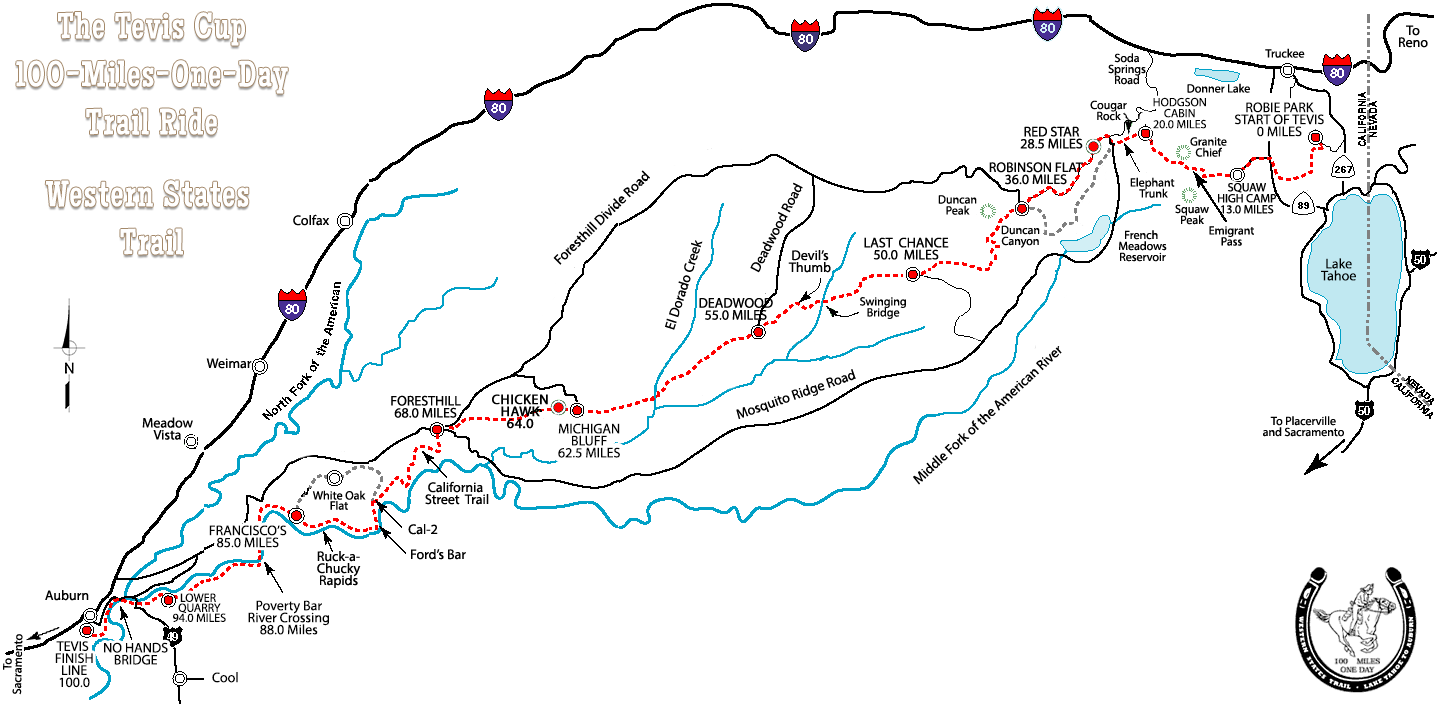 The Tevis Cup
100-Miles-One-Day
Trail Ride
Western States
Trail
80
80
80
80
80
To
Reno
Truckee
Soda
Springs
Road
Donner Lake
CALIFORNIA
NEVADA
Cougar
Rock
HODGSON
CABIN
20.0 MILES
ROBIE PARK
START OF TEVIS
0 MILES
RED STAR
28.5 MILES
Granite
Chief
ROBINSON FLAT
36.0 MILES
Elephant
Trunk
SQUAW
HIGH CAMP
13.0 MILES
267
89
Squaw
Peak
Emigrant
Pass
Duncan
Peak
Duncan
Canyon
French
Meadows
Reservoir
Lake
Tahoe
50
NEVADA
CALIFORNIA
50
To Placerville
and Sacramento
Colfax
Foresthill Divide Road
Deadwood Road
El Dorado Creek
LAST CHANCE
50.0 MILES
Devil's
Thumb
Swinging
Bridge
DEADWOOD
55.0 MILES
North Fork of the American
Weimar
N
Meadow
Vista
FORESTHILL
68.0 MILES
CHICKEN
HAWK
64.0
MICHIGAN
BLUFF
62.5 MILES
Mosquito Ridge Road
Middle Fork of the American River
California
Street Trail
White Oak
Flat
Cal-2
Ford's Bar
FRANCISCO'S
85.0 MILES
Ruck-a-
Chucky
Rapids
Auburn
LOWER
QUARRY
94.0 MILES
Poverty Bar
River Crossing
88.0 Miles
To
Sacramento
TEVIS
FINISH
LINE
100.0
NO HANDS
BRIDGE
49
Cool
100 MILES
ONE DAY
WESTERN STATES TRAIL · LAKE TAHOE TO AUBURN